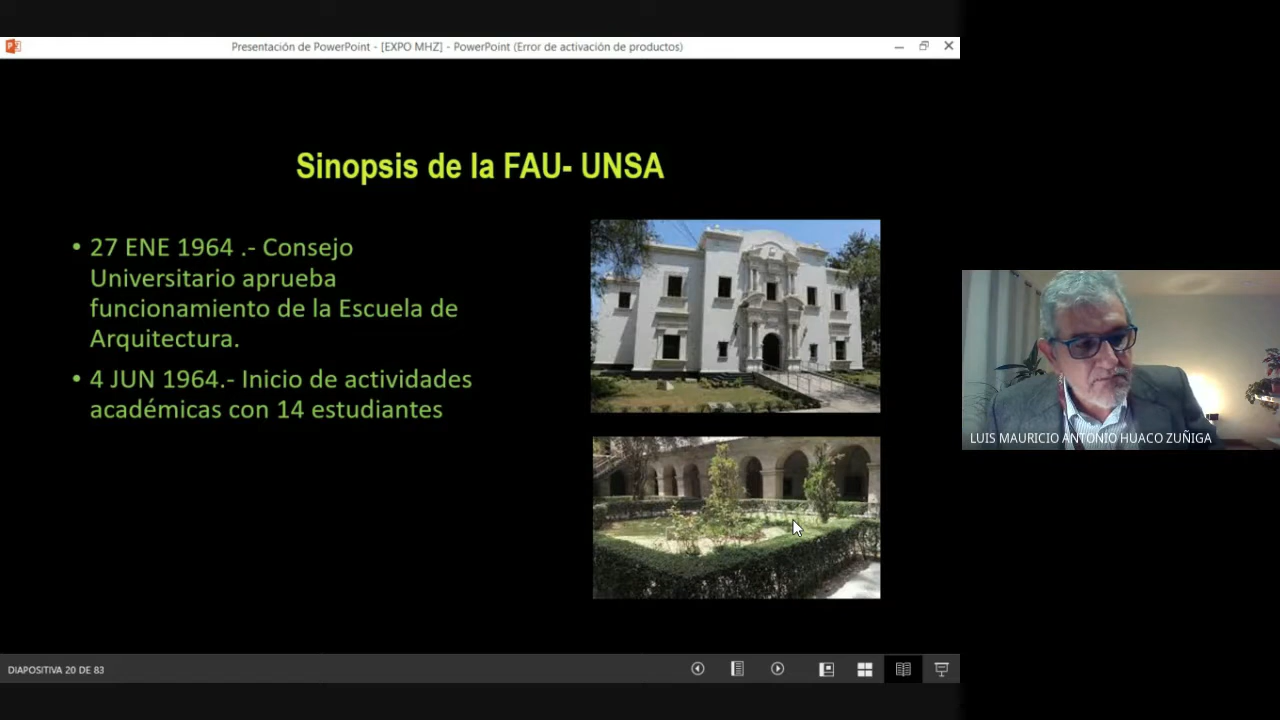 Presentación de PowerPoint - [EXPO MHZ] - PowerPoint (Error de activación de productos)
Sinopsis de la FAU- UNSA
• 27 ENE 1964 .- Consejo
Universitario aprueba
funcionamiento de la Escuela de
Arquitectura.
• 4 JUN 1964.- Inicio de actividades
académicas con 14 estudiantes
LUIS MAURICIO ANTONIO HUACO ZUÑIGA
DIAPOSITIVA 20 DE 83